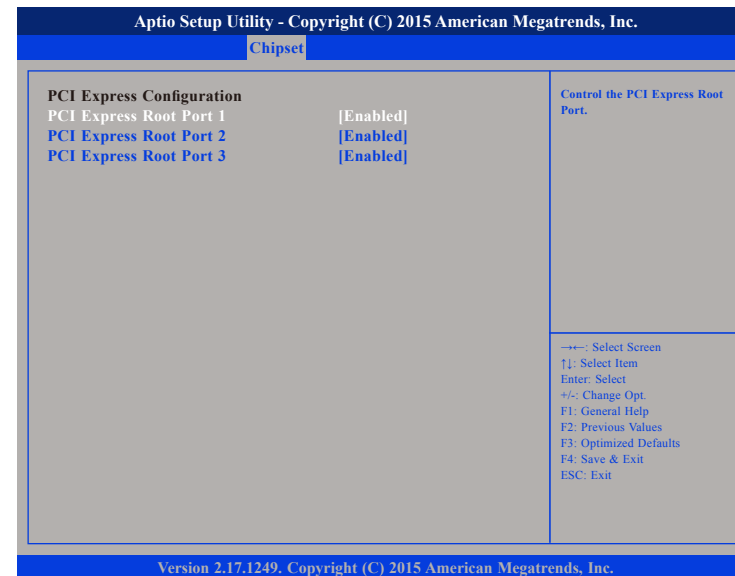 Aptio Setup Utility - Copyright (C) 2015 American Megatrends, Inc.
Chipset
PCI Express Configuration
PCI Express Root Port 1 [Enabled]
PCI Express Root Port 2 [Enabled]
PCI Express Root Port 3 [Enabled]
Control the PCI Express Root
Port.
→←: Select Screen
↑↓: Select Item
Enter: Select
+/-: Change Opt.
F1: General Help
F2: Previous Values
F3: Optimized Defaults
F4: Save & Exit
ESC: Exit
Version 2.17.1249. Copyright (C) 2015 American Megatrends, Inc.